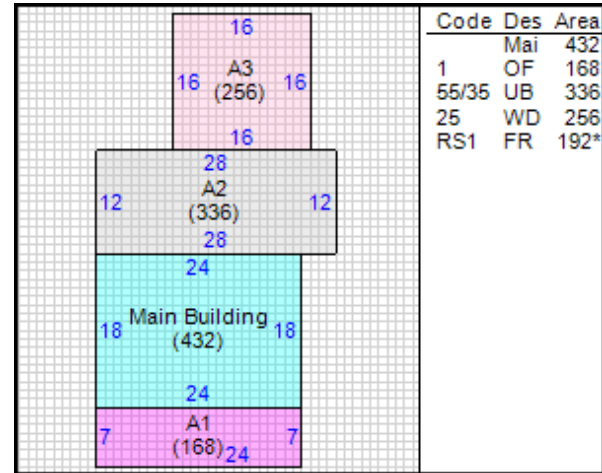 16
16 A3 16
(256)
16
28
12 A2 12
(336)
28
24
18 Main Building 18
(432)
24
7 A1 7
(168) 24
Code Des Area
Mai 432
1 OF 168
55/35 UB 336
25 WD 256
RS1 FR 192*